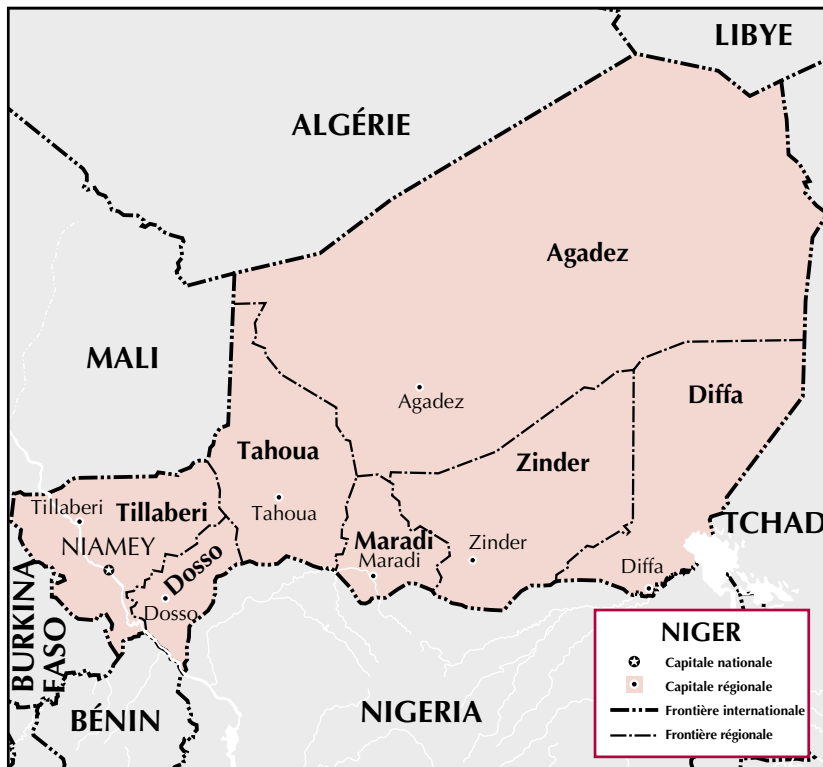 LIBYE
ALGÉRIE
Agadez
MALI
Agadez
Diffa
Tahoua
Zinder
Tillaberi
Tillaberi
Tahoua
TCHAD
NIAMEY
Maradi
Zinder
Dosso
Maradi
Diffa
Dosso
BURKINA
FASO
BÉNIN
NIGERIA
NIGER
Capitale nationale
Capitale régionale
Frontière internationale
Frontière régionale